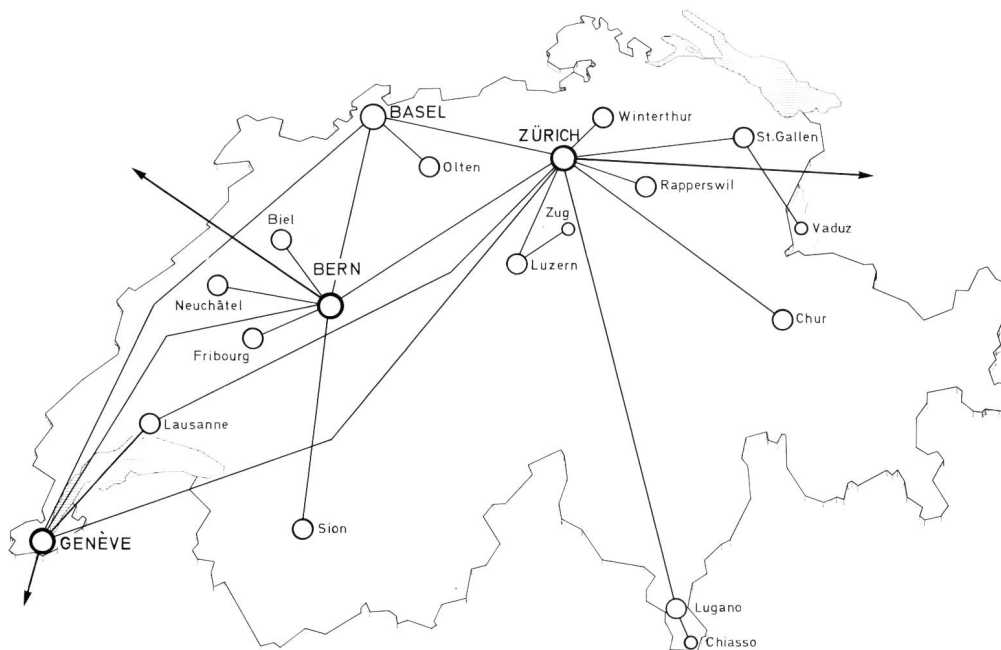 BASEL
Winterthur
ZÜRICH
St.Gallen
Olten
Rapperswil
Zug
Biel
Vaduz
Luzern
BERN
Neuchâtel
Chur
Fribourg
Lausanne
Sion
GENÈVE
Lugano
Chiasso